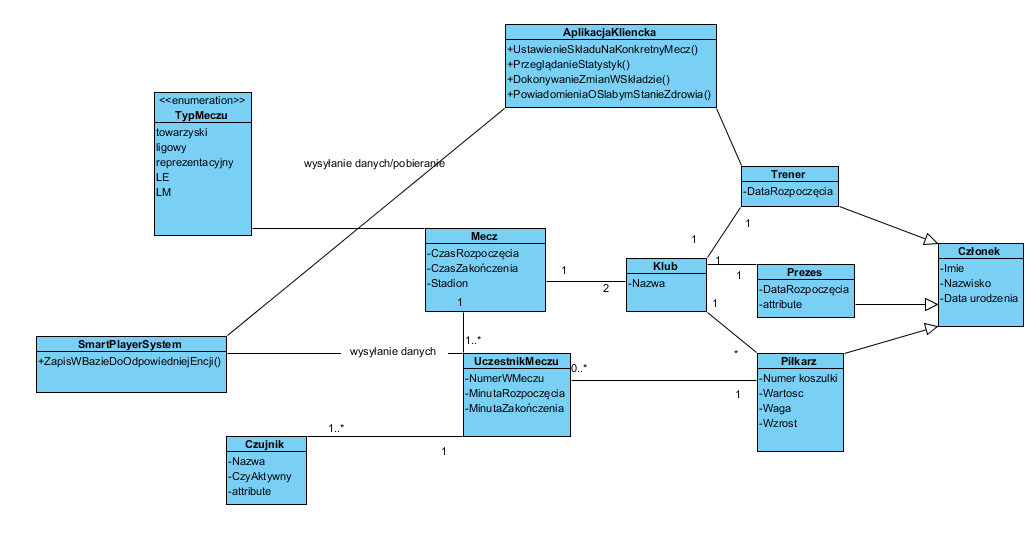 AplikacjaKliencka
+UstawienieSkładuNaKonkretnyMecz()
+PrzeglądanieStatystyk()
+DokonywanieZmianWSkładzie()
+PowiadomieniaOSlabymStanieZdrowia()
<<enumeration>>
TypMeczu
towarzyski
ligowy
reprezentacyjny
LE
LM
wysyłanie danych/pobieranie
Trener
-DataRozpoczęcia
1
1
Mecz
-CzasRozpoczęcia
-CzasZakończenia
-Stadion
1
1
2
Klub
-Nazwa
1
1
1
Prezes
-DataRozpoczęcia
-attribute
Członek
-Imie
-Nazwisko
-Data urodzenia
SmartPlayerSystem
+ZapisWBazieDoOdpowiedniejEncji()
wysyłanie danych
1..*
UczestnikMeczu
-NumerWMeczu
-MinutaRozpoczęcia
-MinutaZakończenia
0..*
1
*
Piłkarz
-Numer koszulki
-Wartosc
-Waga
-Wzrost
1..*
1
Czujnik
-Nazwa
-CzyAktywny
-attribute